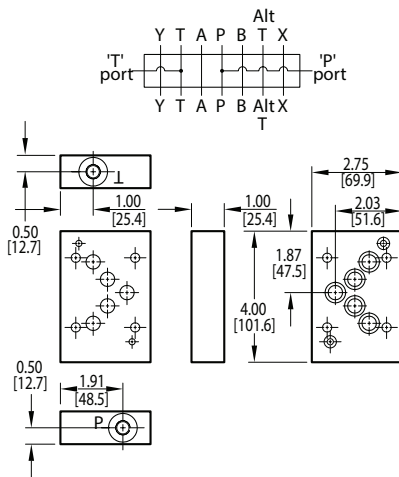 Alt
Y T A P B T X
'T' port
'P' port
Y T A P B Alt T X
T
1.00
[25.4]
0.50
[12.7]
1.00
[25.4]
2.75
[69.9]
2.03
[51.6]
1.87
[47.5]
4.00
[101.6]
0.50
[12.7]
1.91
[48.5]
P